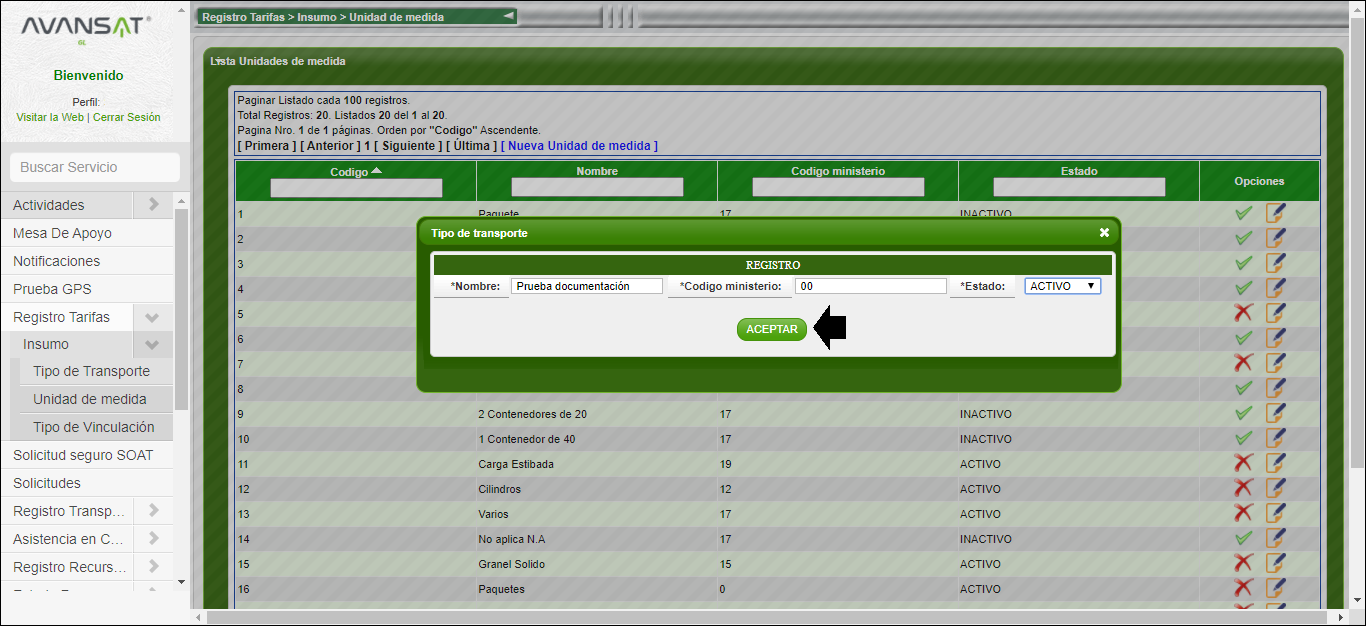 AVANSAT
GL
Bienvenido
Perfil:
Visitar la Web | Cerrar Sesión
Buscar Servicio
Actividades
Mesa De Apoyo
Notificaciones
Prueba GPS
Registro Tarifas
Insumo
Tipo de Transporte
Unidad de medida
Tipo de Vinculación
Solicitud seguro SOAT
Solicitudes
Registro Transp...
Asistencia en C...
Registro Recurs...
Registro Tarifas > Insumo > Unidad de medida
Lista Unidades de medida
Paginar Listado cada 100 registros.
Total Registros: 20. Listados 20 del 1 al 20.
Pagina Nro. 1 de 1 páginas. Orden por "Codigo" Ascendente.
[ Primera ] [ Anterior ] 1 [ Siguiente ] [ Última ] [ Nueva Unidad de medida ]
Codigo Nombre Codigo ministerio Estado Opciones
1 Paquete 17 INACTIVO
2
3
4
5
6
7
8
Tipo de transporte
REGISTRO
*Nombre: Prueba documentación *Codigo ministerio: 00 *Estado: ACTIVO
ACEPTAR
9 2 Contenedores de 20 17 INACTIVO
10 1 Contenedor de 40 17 INACTIVO
11 Carga Estibada 19 ACTIVO
12 Cilindros 12 ACTIVO
13 Varios 17 ACTIVO
14 No aplica N.A 17 INACTIVO
15 Granel Solido 15 ACTIVO
16 Paquetes 0 ACTIVO